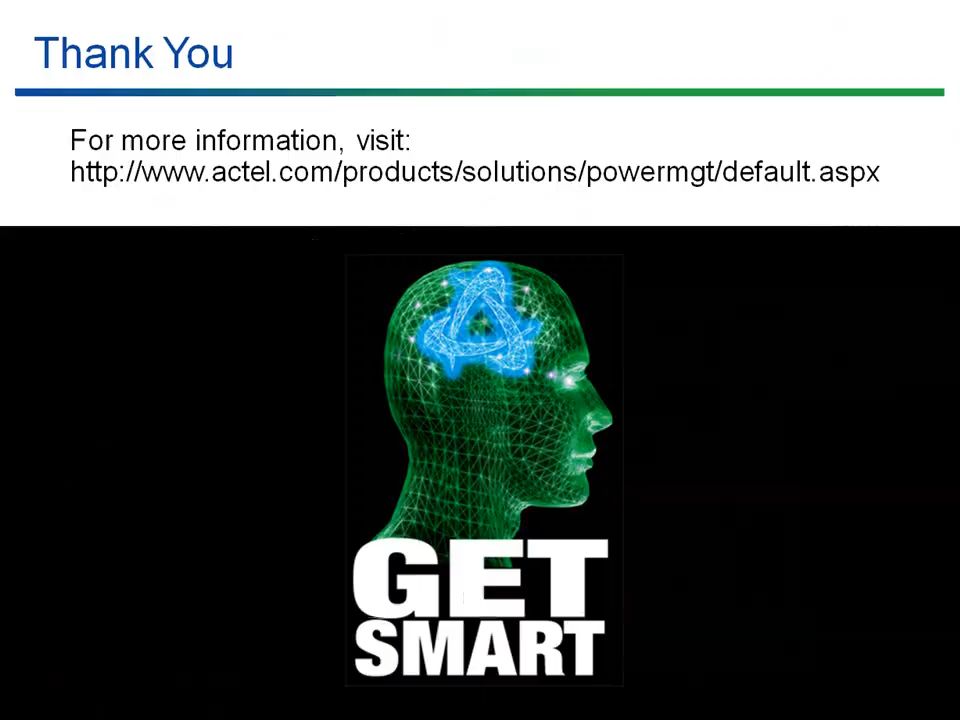 Thank You
For more information, visit:
http://www.actel.com/products/solutions/powermgt/default.aspx
GET
SMART